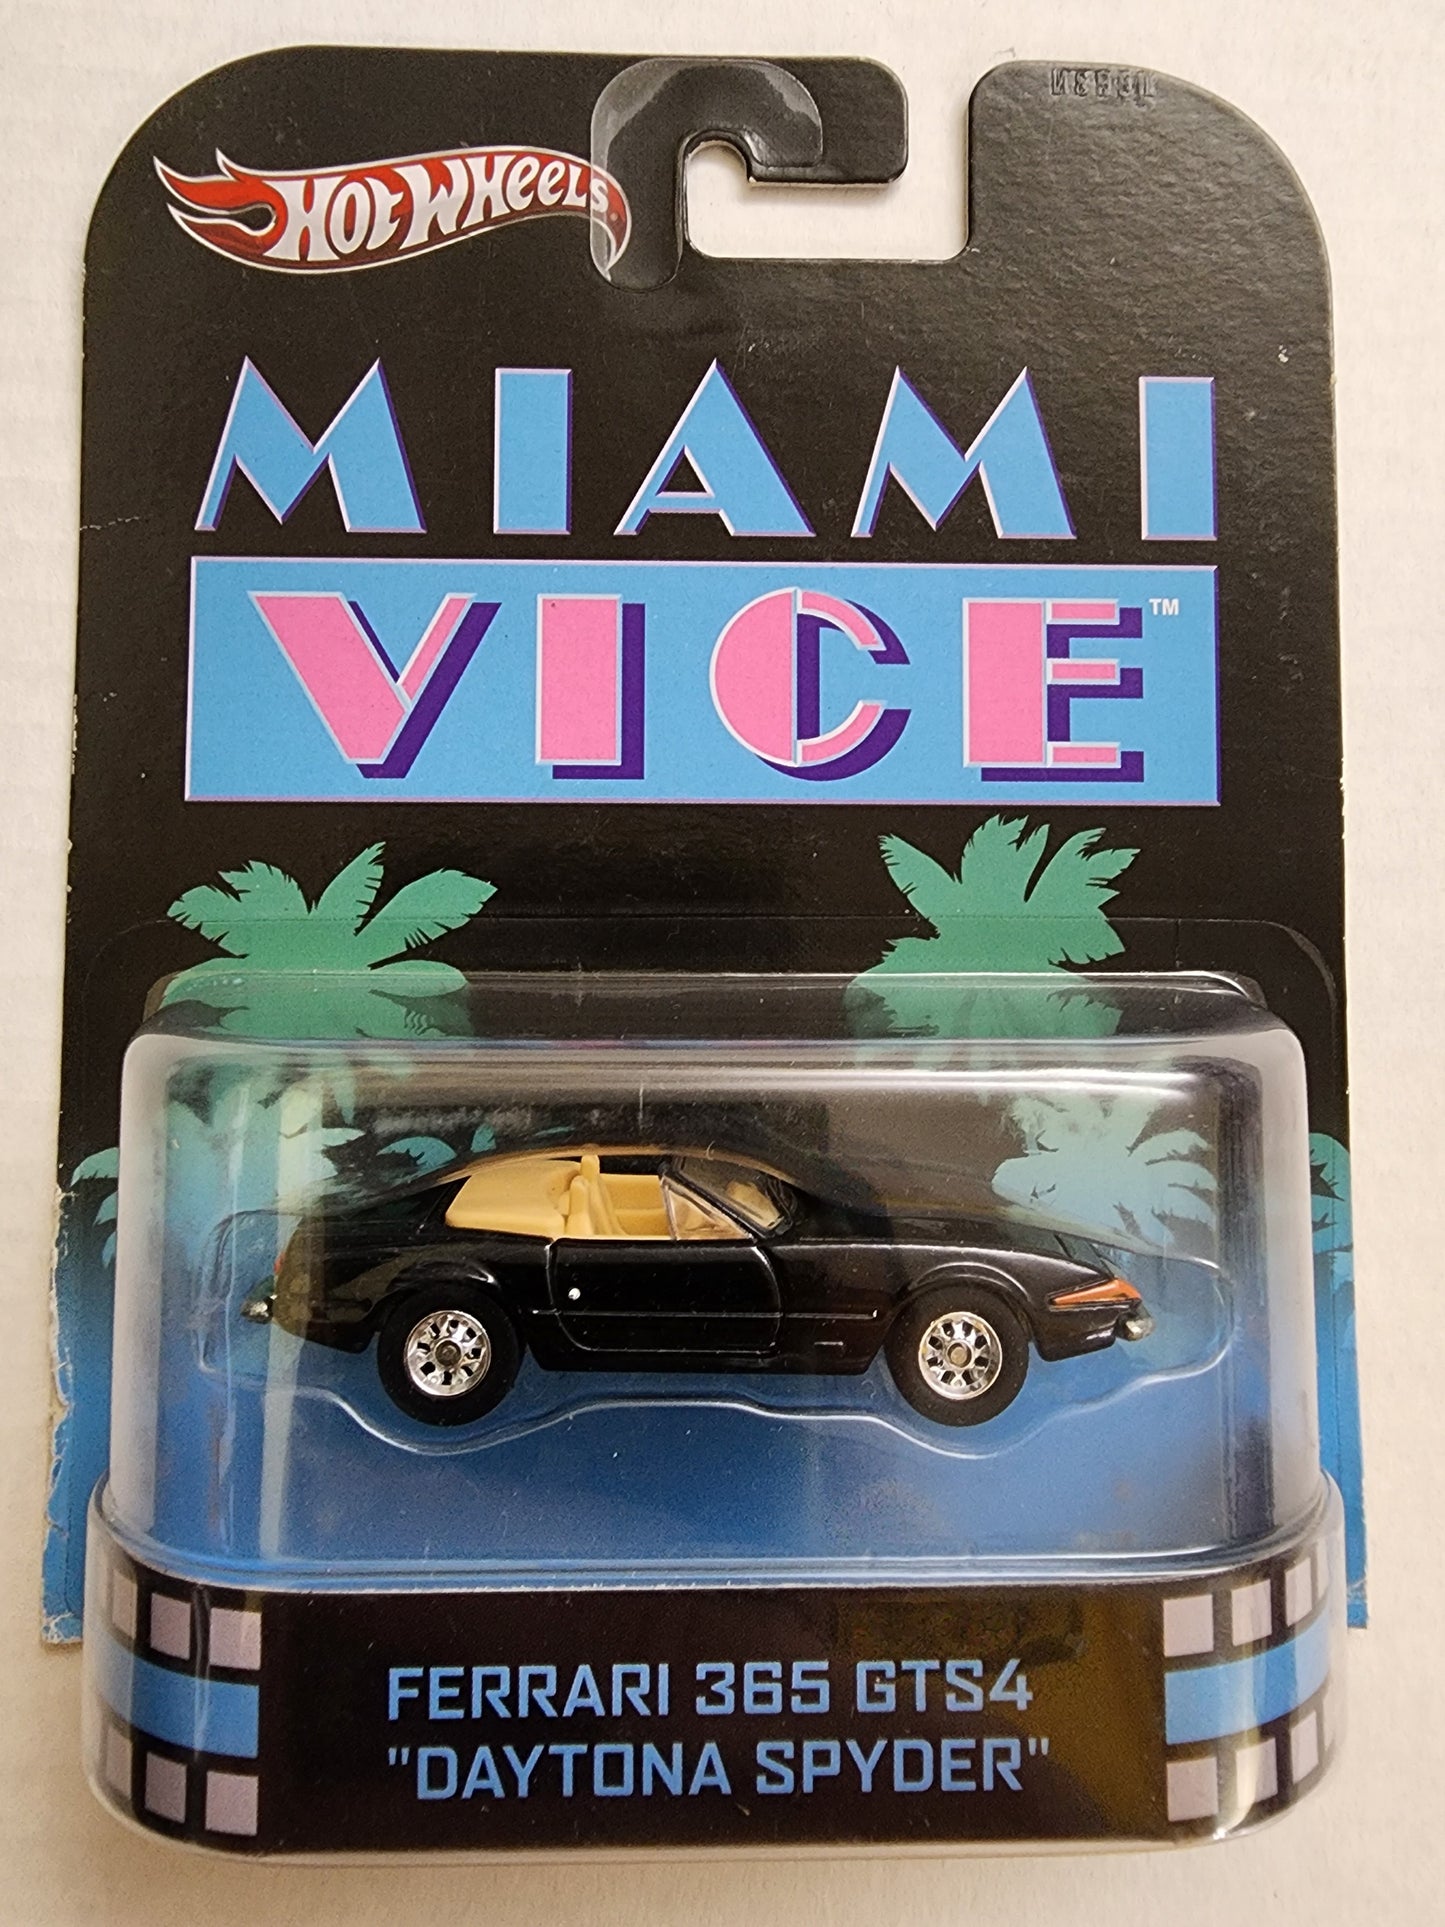 HOT WHEELS
MIAMI
VICE™
FERRARI 365 GTS4
"DAYTONA SPYDER"